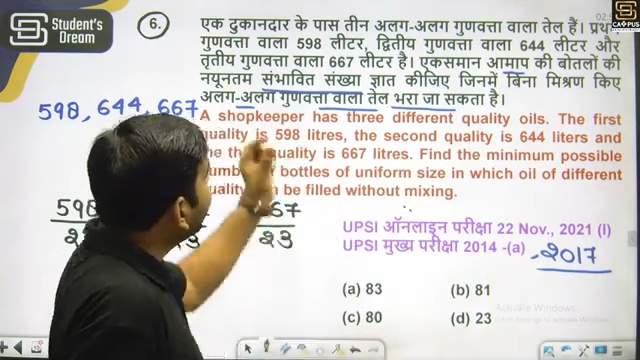 Student's Dream
6.
एक दुकानदार के पास तीन अलग-अलग गुणवत्ता वाला तेल हैं। प्रथम
गुणवत्ता वाला 598 लीटर, द्वितीय गुणवत्ता वाला 644 लीटर और
तृतीय गुणवत्ता वाला 667 लीटर है। एकसमान आमाप की बोतलों की
न्यूनतम संभावित संख्या ज्ञात कीजिए जिनमें बिना मिश्रण किए
अलग-अलग गुणवत्ता वाला तेल भरा जा सकता है।
598, 644, 667
A shopkeeper has three different quality oils. The first
quality is 598 litres, the second quality is 644 liters and
quality is 667 litres. Find the minimum possible
bottles of uniform size in which oil of different
be filled without mixing.
598 67
23
UPSI ऑनलाइन परीक्षा 22 Nov., 2021 (I)
UPSI मुख्य परीक्षा 2014 -(a) -2017
(a) 83 (b) 81
(c) 80 (d) 23
Activate Windows